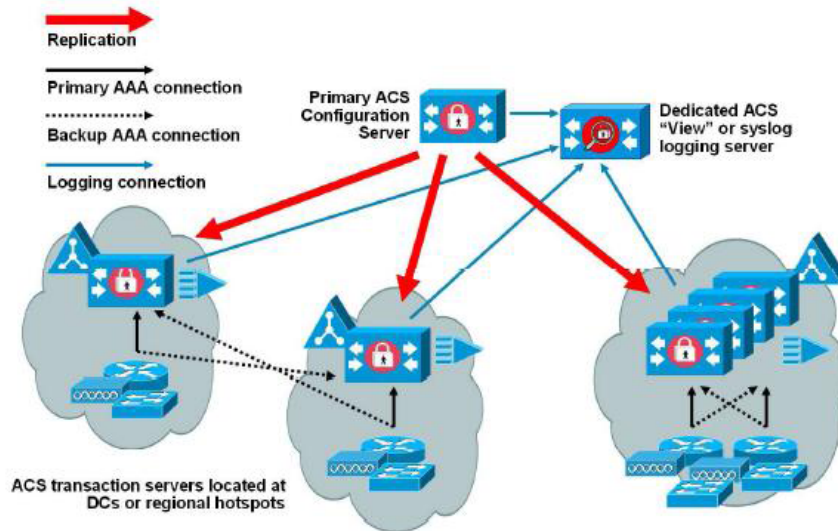 Replication
Primary AAA connection
Backup AAA connection
Logging connection
Primary ACS
Configuration
Server
Dedicated ACS
“View” or syslog
logging server
ACS transaction servers located at
DCs or regional hotspots